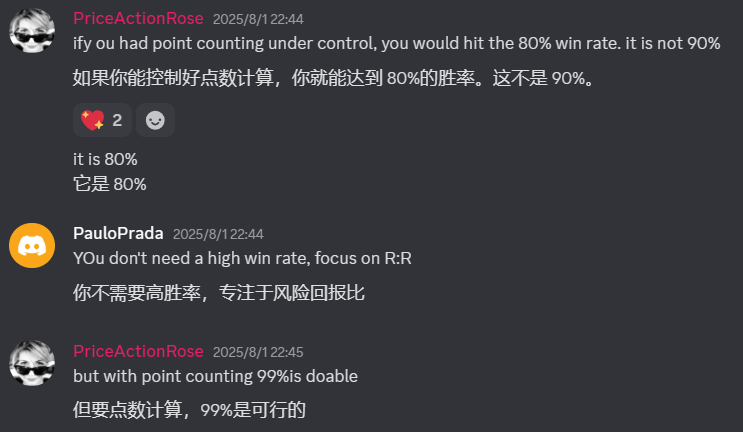 PriceActionRose 2025/8/1 22:44
ify ou had point counting under control, you would hit the 80% win rate. it is not 90%
如果你能控制好点数计算，你就能达到 80%的胜率。这不是 90%。
2
it is 80%
它是 80%
PauloPrada 2025/8/1 22:44
YOu don't need a high win rate, focus on R:R
你不需要高胜率，专注于风险回报比
PriceActionRose 2025/8/1 22:45
but with point counting 99%is doable
但要点数计算，99%是可行的